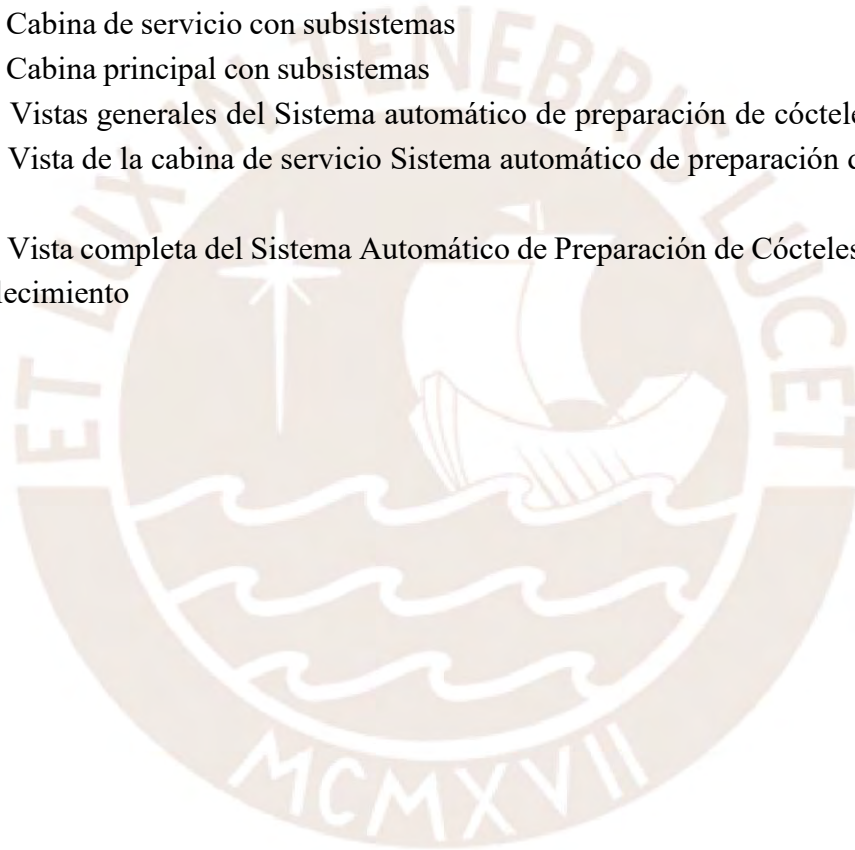 Cabina de servicio con subsistemas
Cabina principal con subsistemas
Vistas generales del Sistema automático de preparación de
Vista de la cabina de servicio Sistema automático de preparación
Vista completa del Sistema Automático de Preparación de Cócteles
ET LUX IN TENEBRIS LUCET
MCMXVII